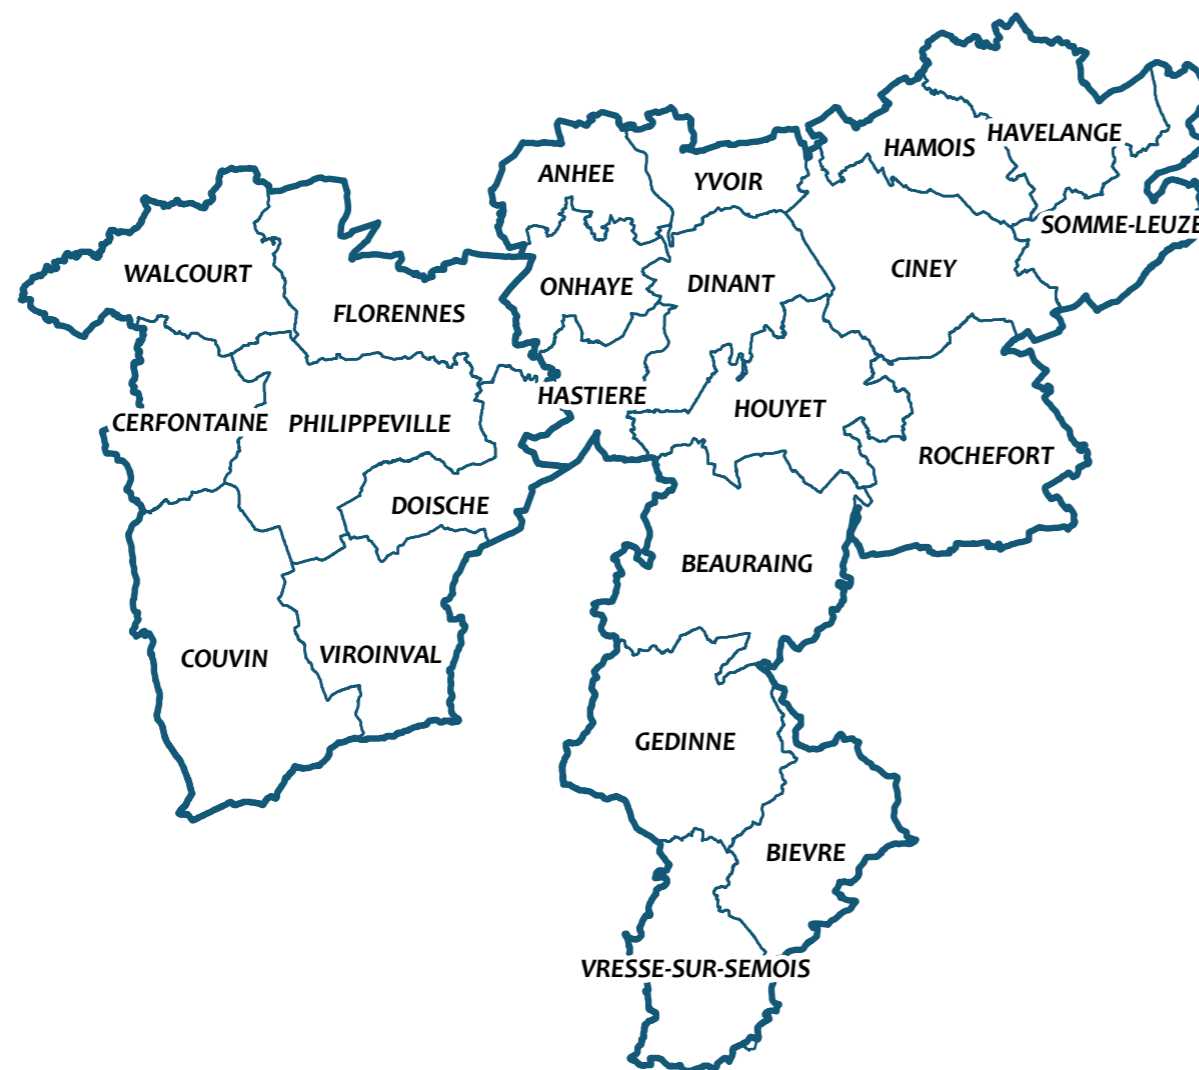 HAVELANGE
HAMOIS
ANHEE
YVOIR
SOMME-LEUZE
WALCOURT
CINEY
ONHAYE
DINANT
FLORENNES
HASTIERE
HOUYET
CERFONTAINE
PHILIPPEVILLE
ROCHEFORT
DOISCHE
BEAURAING
COUVIN
VIROINVAL
GEDINNE
BIEVRE
VRESSE-SUR-SEMOIS